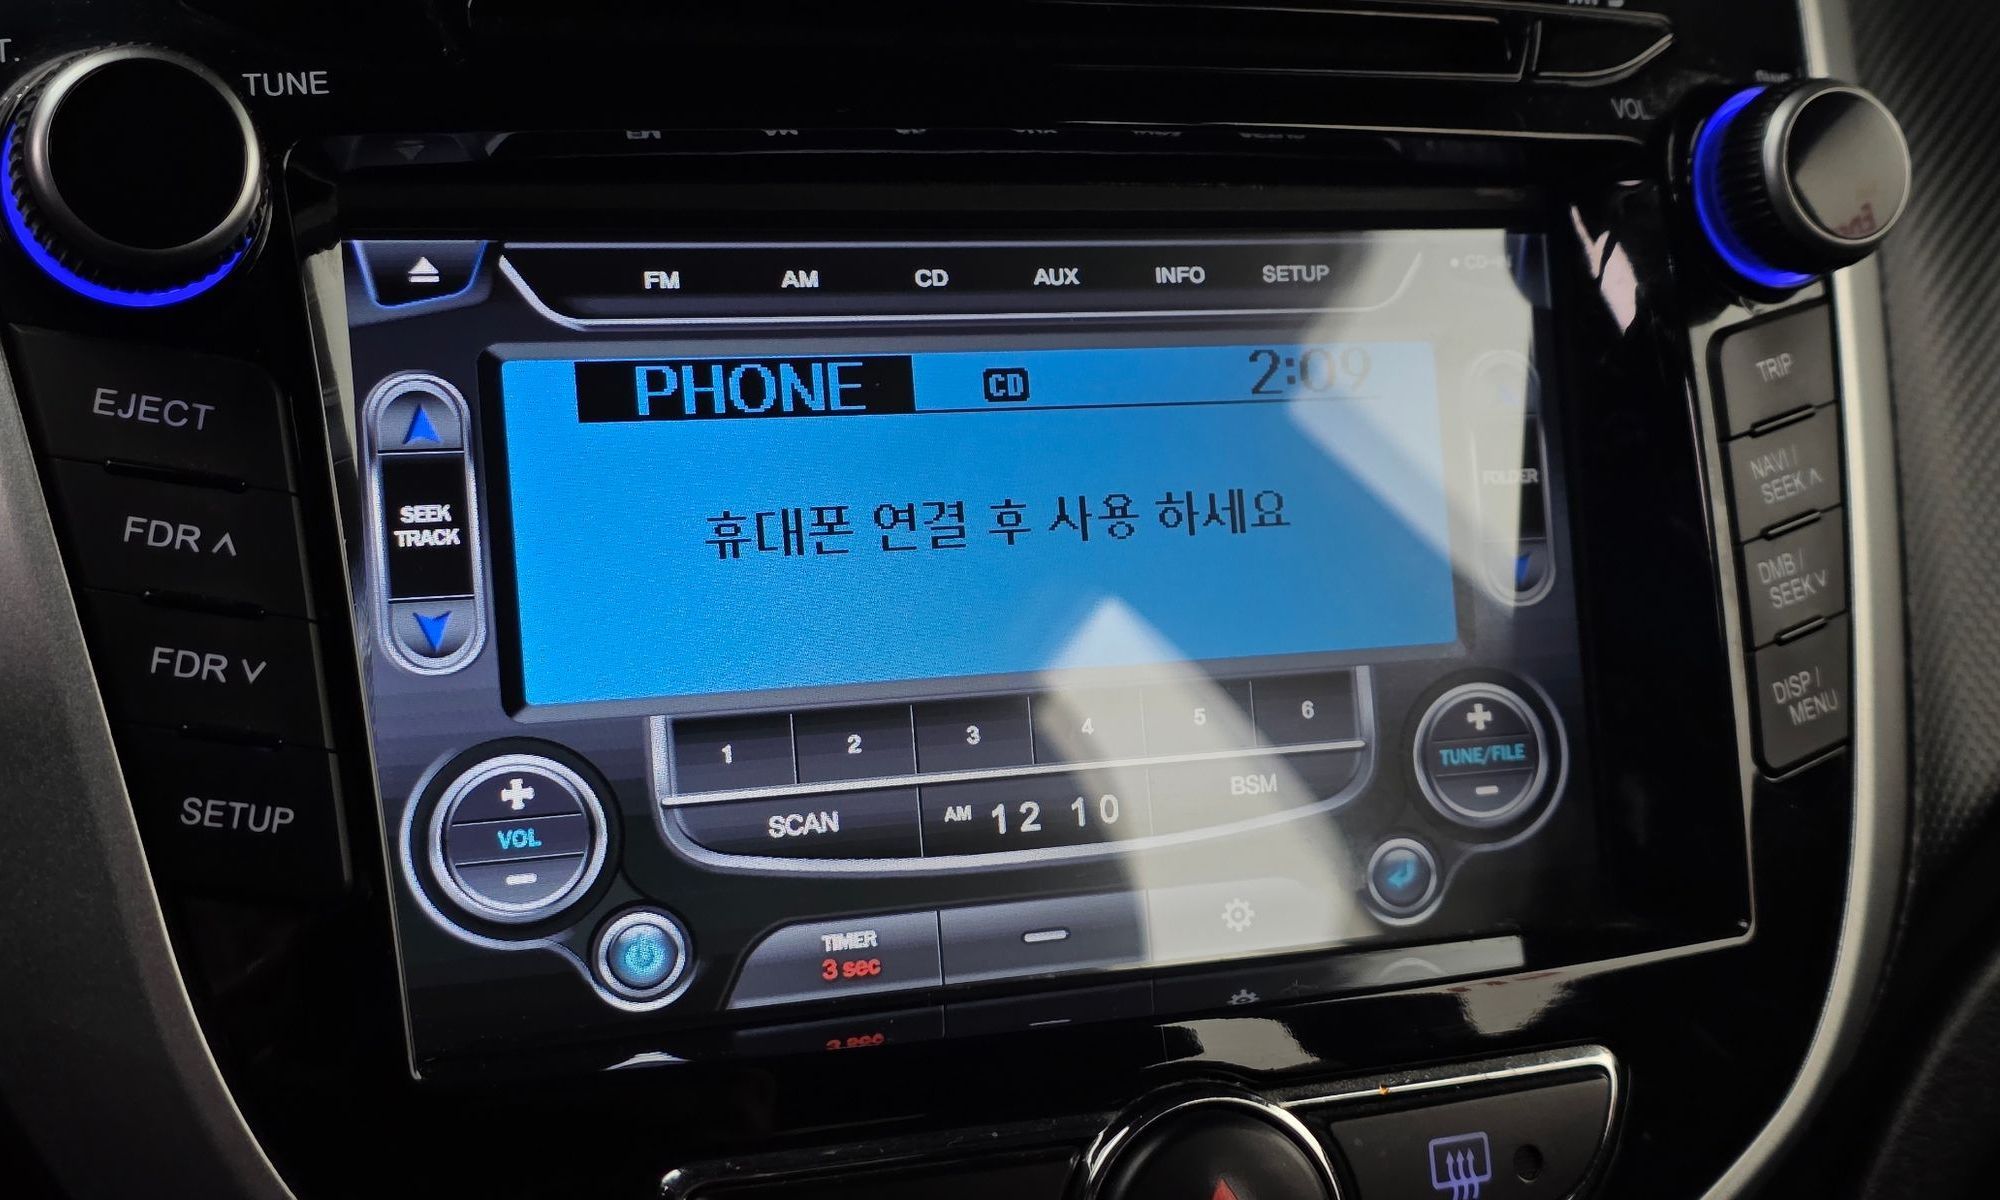 TUNE
VOL
FM AM CD AUX INFO SETUP
PHONE CD 2:09
휴대폰 연결 후 사용 하세요
SEEK
TRACK
FOLDER
1 2 3 4 5 6
SCAN AM 12 10 BSM
VOL
TUNE/FILE
TIMER
3 sec
EJECT
FDR ∧
FDR ∨
SETUP
TRIP
NAVI /
SEEK ∧
DMB /
SEEK ∨
DISP /
MENU